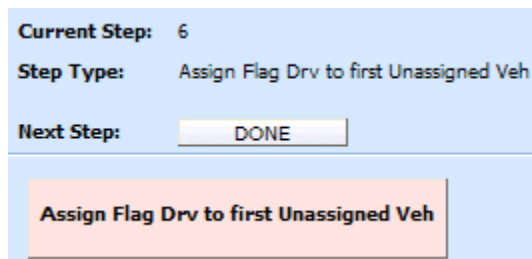 Current Step: 6
Step Type: Assign Flag Drv to first Unassigned Veh
Next Step: DONE
Assign Flag Drv to first Unassigned Veh